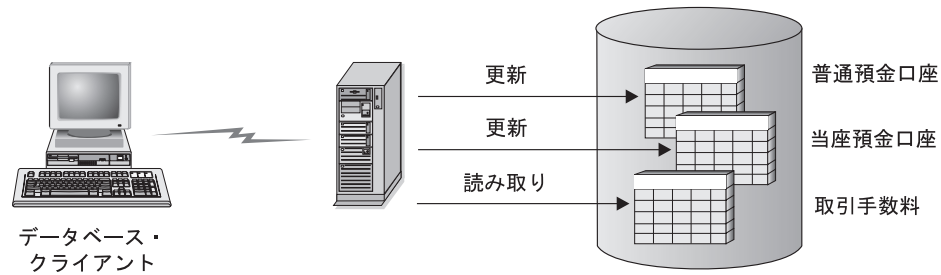 更新
普通預金口座
更新
当座預金口座
読み取り
取引手数料
データベース・
クライアント